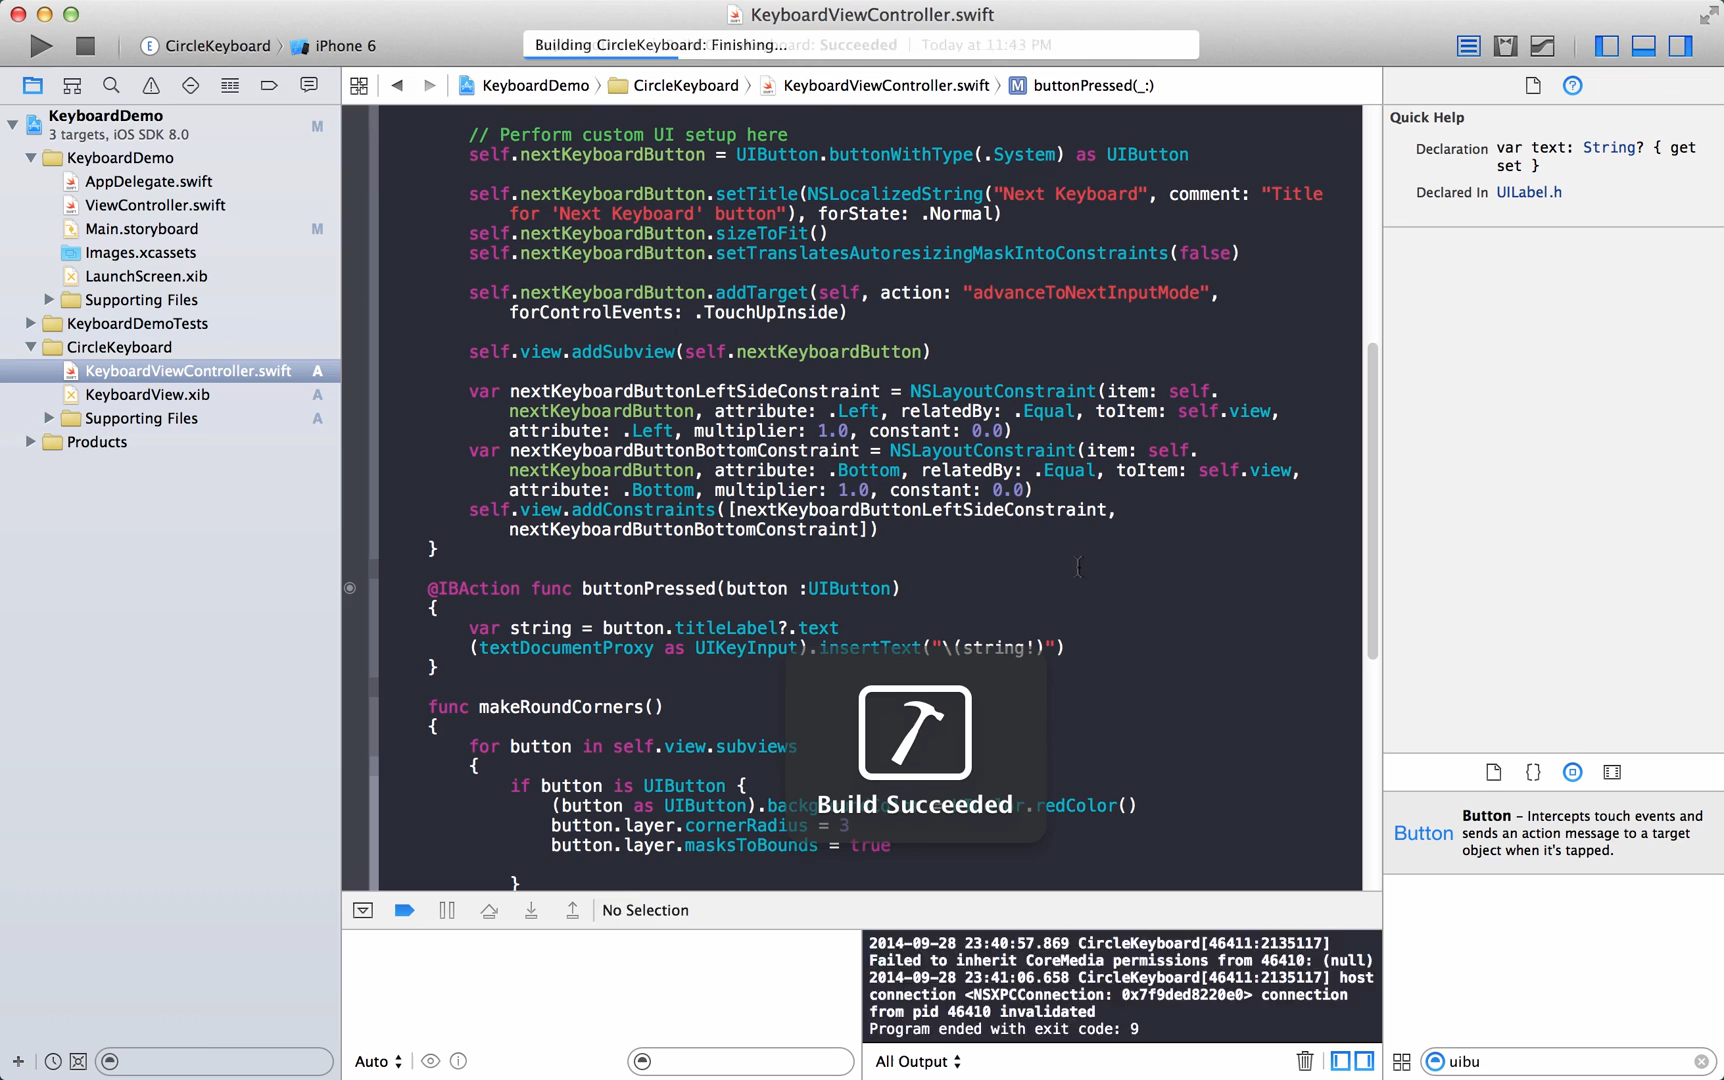 KeyboardViewController.swift
CircleKeyboard
iPhone 6
Building CircleKeyboard: Finishing...
Succeeded
Today at 11:43 PM
KeyboardDemo
CircleKeyboard
KeyboardViewController.swift
M
buttonPressed(_:)
KeyboardDemo
3 targets, iOS SDK 8.0
M
KeyboardDemo
AppDelegate.swift
ViewController.swift
Main.storyboard
M
Images.xcassets
LaunchScreen.xib
Supporting Files
KeyboardDemoTests
CircleKeyboard
KeyboardViewController.swift
A
KeyboardView.xib
A
Supporting Files
A
Products
// Perform custom UI setup here
self.nextKeyboardButton = UIButton.buttonWithType(.System) as UIButton
self.nextKeyboardButton.setTitle(NSLocalizedString("Next Keyboard", comment: "Title
for 'Next Keyboard' button"), forState: .Normal)
self.nextKeyboardButton.sizeToFit()
self.nextKeyboardButton.setTranslatesAutoresizingMaskIntoConstraints(false)
self.nextKeyboardButton.addTarget(self, action: "advanceToNextInputMode",
forControlEvents: .TouchUpInside)
self.view.addSubview(self.nextKeyboardButton)
var nextKeyboardButtonLeftSideConstraint = NSLayoutConstraint(item: self.
nextKeyboardButton, attribute: .Left, relatedBy: .Equal, toItem: self.view,
attribute: .Left, multiplier: 1.0, constant: 0.0)
var nextKeyboardButtonBottomConstraint = NSLayoutConstraint(item: self.
nextKeyboardButton, attribute: .Bottom, relatedBy: .Equal, toItem: self.view,
attribute: .Bottom, multiplier: 1.0, constant: 0.0)
self.view.addConstraints([nextKeyboardButtonLeftSideConstraint,
nextKeyboardButtonBottomConstraint])
}
@IBAction func buttonPressed(button :UIButton)
{
var string = button.titleLabel?.text
(textDocumentProxy as UIKeyInput).insertText("\(string!)")
}
func makeRoundCorners()
{
for button in self.view.subviews
{
if button is UIButton {
(button as UIButton).backg
.redColor()
button.layer.cornerRadius = 3
button.layer.masksToBounds = true
}
Build Succeeded
Quick Help
Declaration var text: String? { get
set }
Declared In UILabel.h
Button
Button – Intercepts touch events and
sends an action message to a target
object when it's tapped.
No Selection
2014-09-28 23:40:57.869 CircleKeyboard[46411:2135117]
Failed to inherit CoreMedia permissions from 46410: (null)
2014-09-28 23:41:06.658 CircleKeyboard[46411:2135117] host
connection <NSXPCConnection: 0x7f9ded8220e0> connection
from pid 46410 invalidated
Program ended with exit code: 9
Auto
All Output
uibu